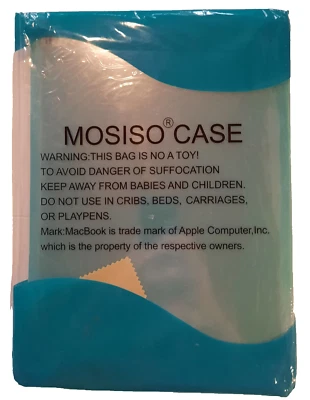 MOSISO® CASE
WARNING:THIS BAG IS NO A TOY!
TO AVOID DANGER OF SUFFOCATION
KEEP AWAY FROM BABIES AND CHILDREN.
DO NOT USE IN CRIBS, BEDS, CARRIAGES,
OR PLAYPENS.
Mark:MacBook is trade mark of Apple Computer,Inc.
which is the property of the respective owners.